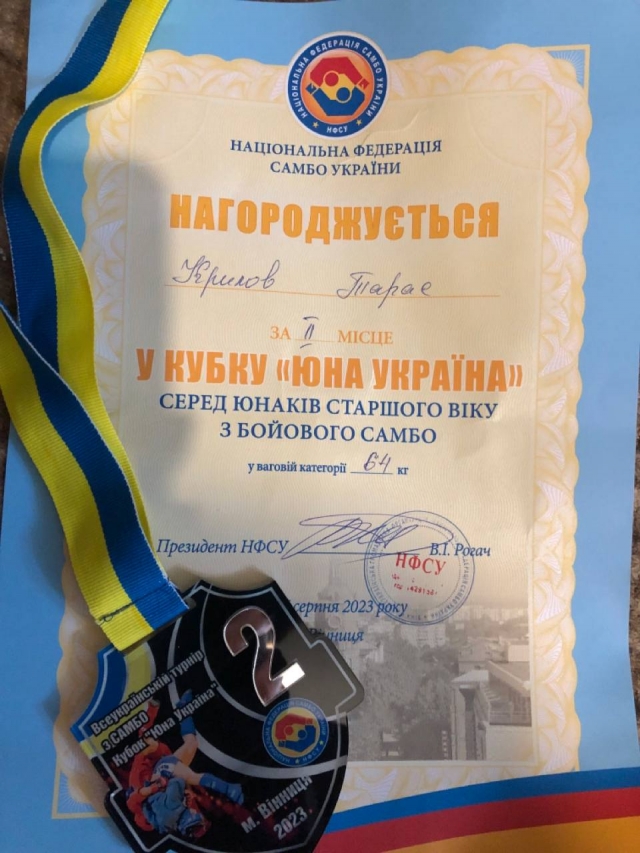 НАЦІОНАЛЬНА ФЕДЕРАЦІЯ САМБО УКРАЇНИ
НФСУ
НАЦІОНАЛЬНА ФЕДЕРАЦІЯ
САМБО УКРАЇНИ
НАГОРОДЖУЄТЬСЯ
Крилов Тарас
ЗА II МІСЦЕ
У КУБКУ «ЮНА УКРАЇНА»
СЕРЕД ЮНАКІВ СТАРШОГО ВІКУ
З БОЙОВОГО САМБО
у ваговій категорії 64 кг
Президент НФСУ В.І. Рогач
НФСУ
серпня 2023 року
2
Всеукраїнській турнір
з САМБО
Кубок "Юна Україна"
м. Вінниця
2023